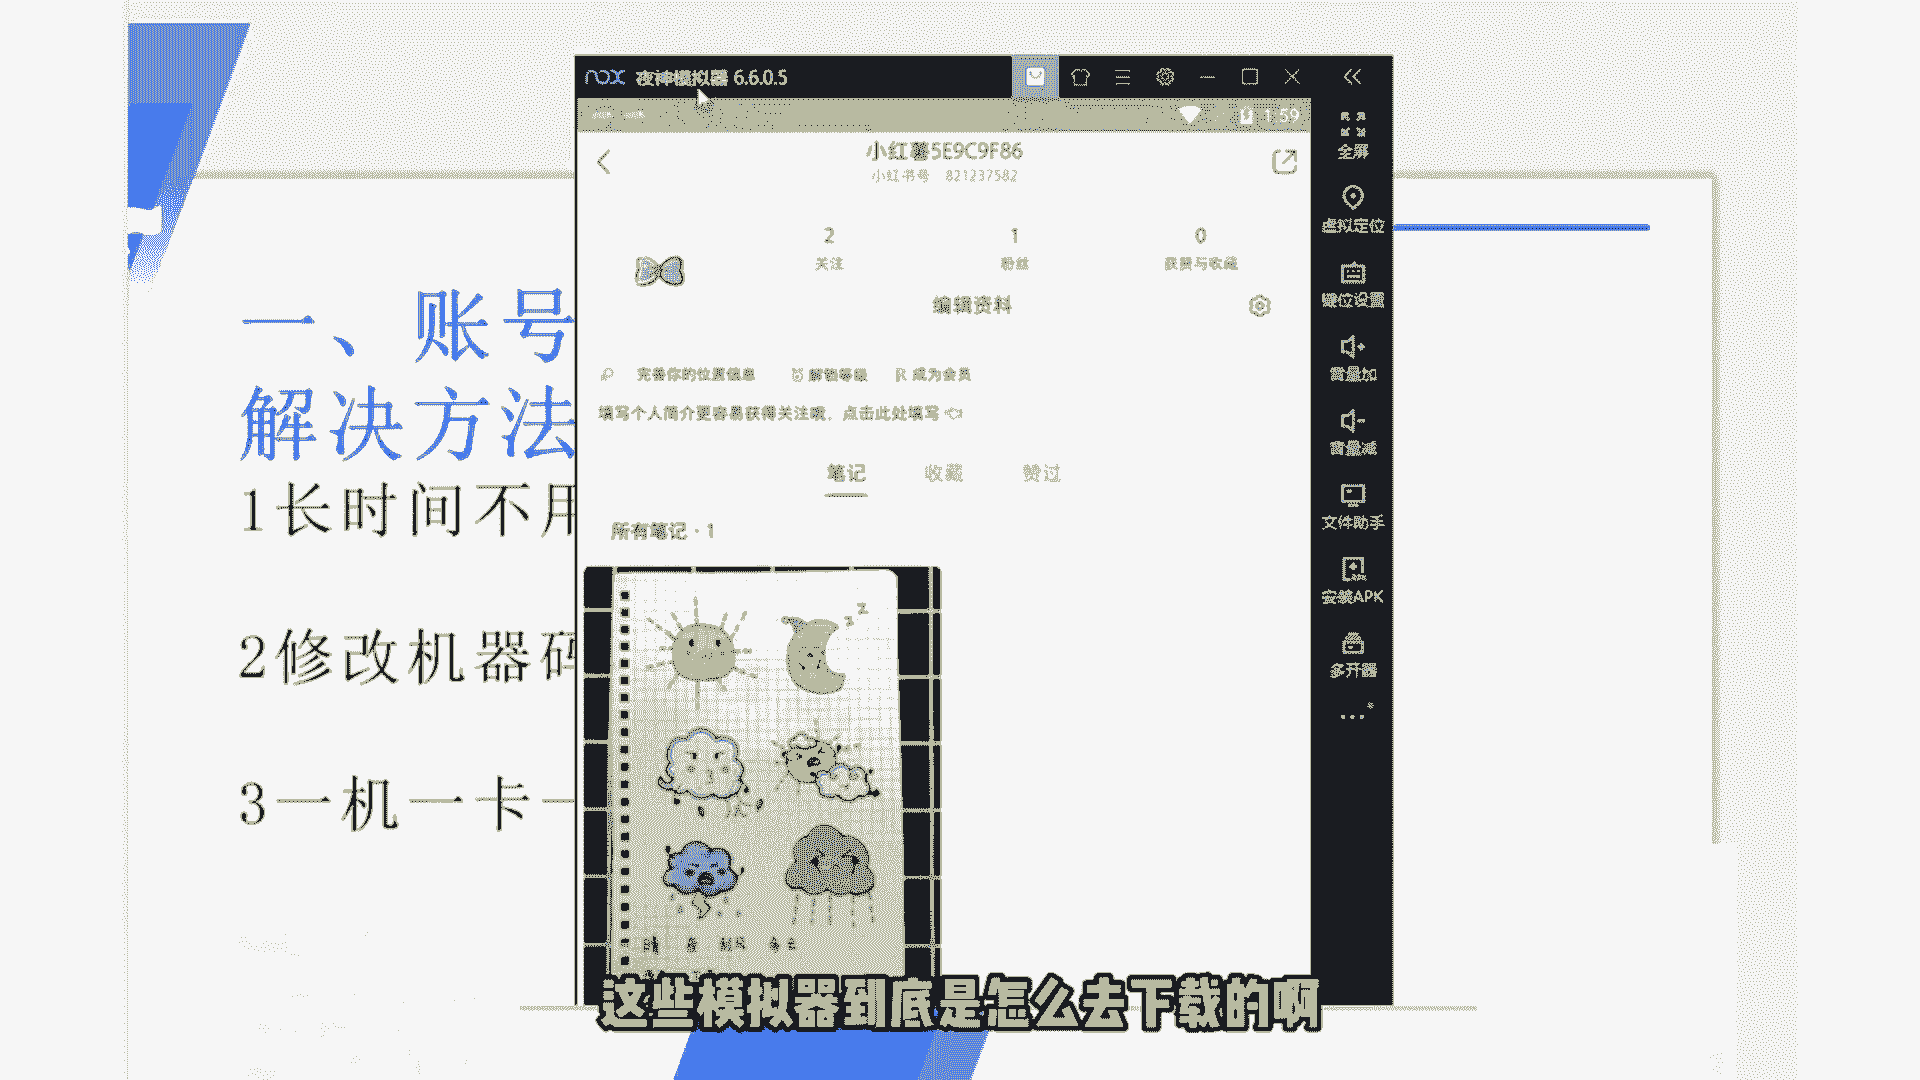 nox 夜神模拟器 6.6.0.5
1:59
小红薯5E9C9F86
小红书号 821237582
2
1
0
关注
粉丝
获赞与收藏
编辑资料
完善你的位置信息
解锁等级
R 成为会员
填写个人简介更容易获得关注哦，点击此处填写
笔记
收藏
赞过
所有笔记·1
z
z
全屏
虚拟定位
键位设置
音量加
音量减
文件助手
安装APK
多开器
一、账号
解决方法
1长时间不用
2修改机器码
3一机一卡一
这些模拟器到底是怎么去下载的啊